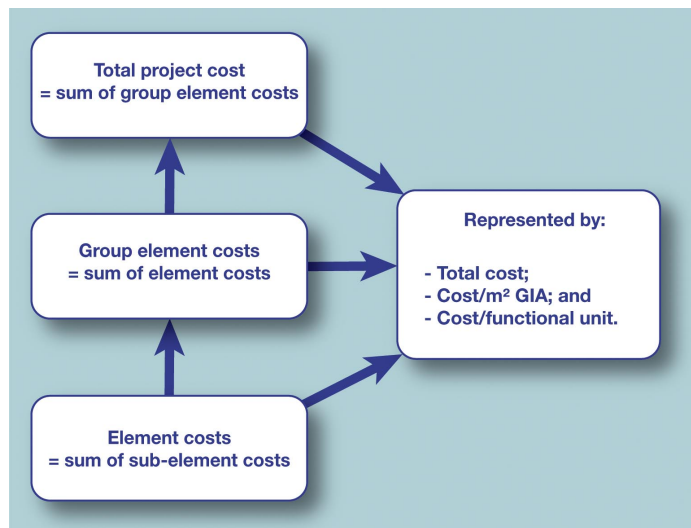 Total project cost
= sum of group element costs
Group element costs
= sum of element costs
Element costs
= sum of sub-element costs
Represented by:
- Total cost;
- Cost/m² GIA; and
- Cost/functional unit.